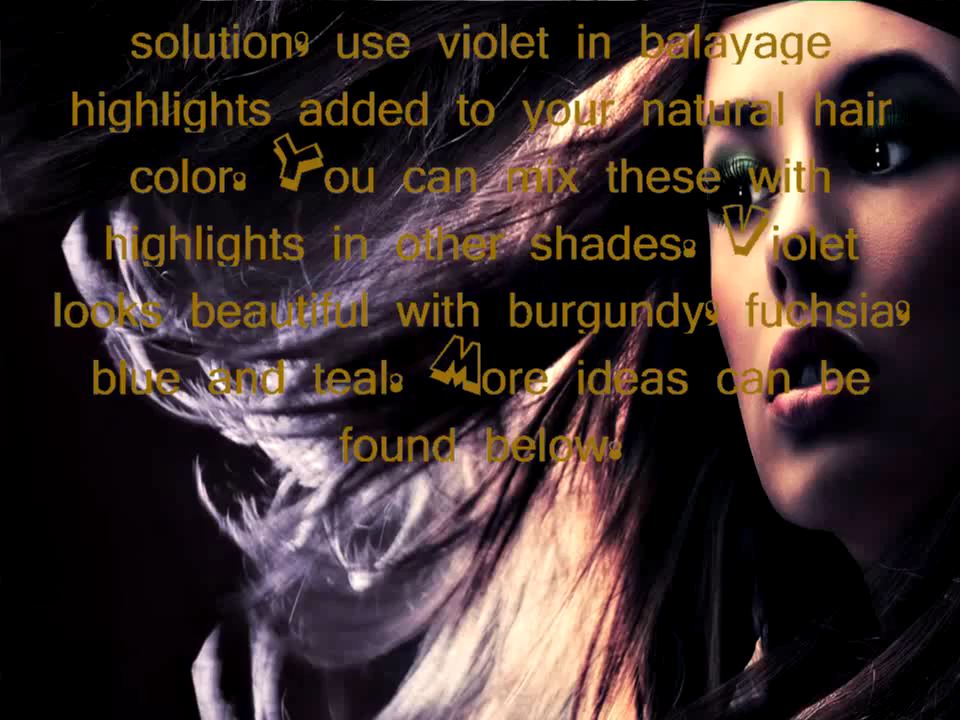 solution, use violet in balayage
highlights added to your natural hair
color. You can mix these with
highlights in other shades. Violet
looks beautiful with burgundy, fuchsia,
blue and teal. More ideas can be
found below.